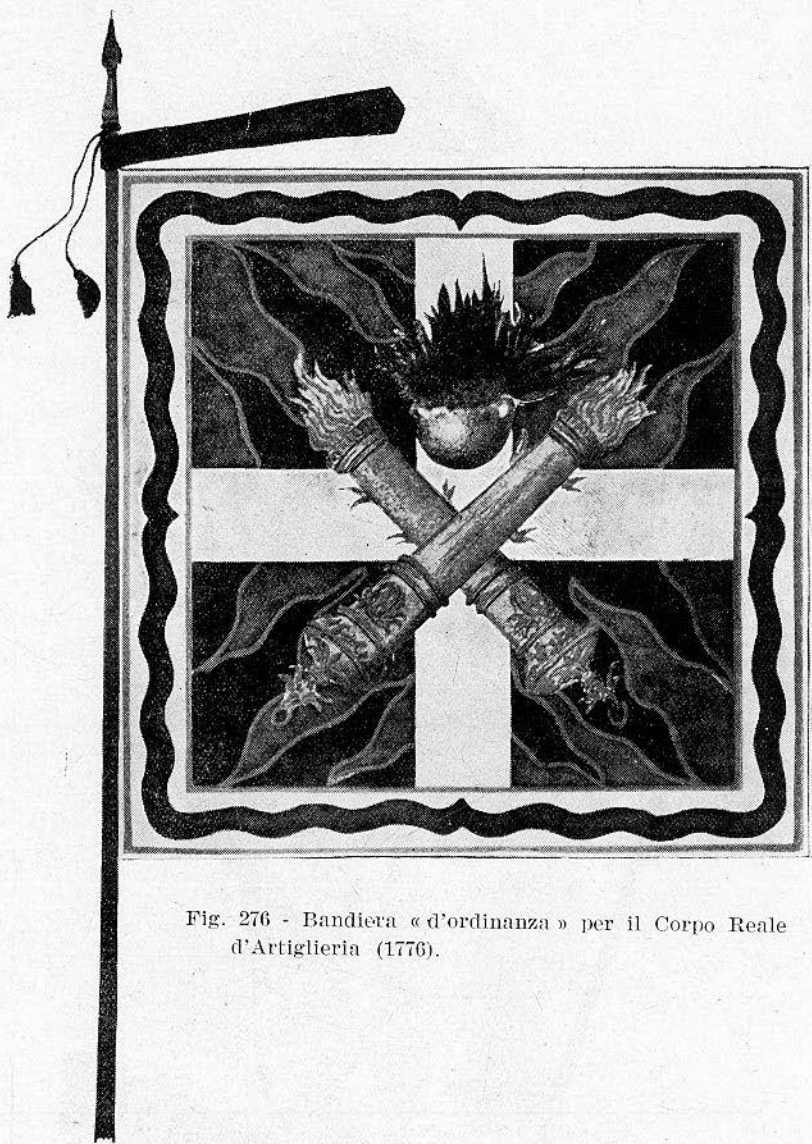 Fig. 276 - Bandiera « d'ordinanza » per il Corpo Reale
d'Artiglieria (1776).